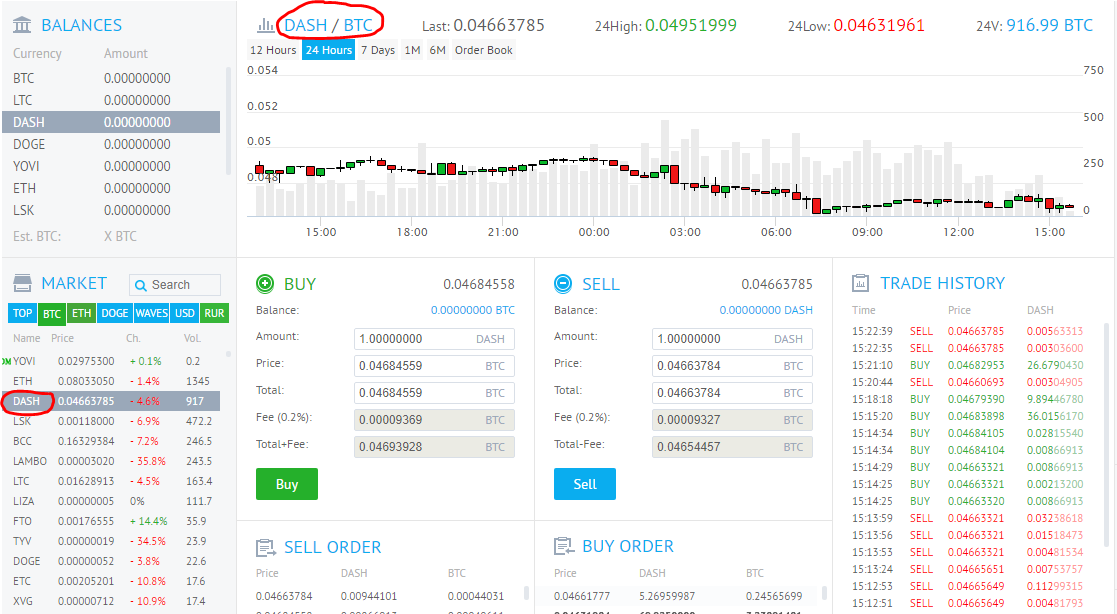 BALANCES
Currency Amount
BTC 0.00000000
LTC 0.00000000
DASH 0.00000000
DOGE 0.00000000
YOVI 0.00000000
ETH 0.00000000
LSK 0.00000000
Est. BTC: X BTC
DASH / BTC Last: 0.04663785 24High: 0.04951999 24Low: 0.04631961 24V: 916.99 BTC
12 Hours 24 Hours 7 Days 1M 6M Order Book
0.054 750
0.052
500
0.05
250
0.048
0
15:00 18:00 21:00 00:00 03:00 06:00 09:00 12:00 15:00
MARKET Search
TOP BTC ETH DOGE WAVES USD RUR
Name Price Ch. Vol.
YOVI 0.02975300 + 0.1% 0.2
ETH 0.08033050 - 1.4% 1345
DASH 0.04663785 - 4.6% 917
LSK 0.00118000 - 6.9% 472.2
BCC 0.16329384 - 7.2% 246.5
LAMBO 0.00003020 - 35.8% 243.5
LTC 0.01628913 - 4.5% 163.4
LIZA 0.00000005 0% 111.7
FTO 0.00176555 + 14.4% 35.9
TYV 0.00000019 - 34.5% 23.9
DOGE 0.00000052 - 3.8% 22.6
ETC 0.00205201 - 10.8% 17.6
XVG 0.00000712 - 10.9% 17.4
BUY 0.04684558
Balance: 0.00000000 BTC
Amount: 1.00000000 DASH
Price: 0.04684559 BTC
Total: 0.04684559 BTC
Fee (0.2%): 0.00009369 BTC
Total+Fee: 0.04693928 BTC
Buy
SELL 0.04663785
Balance: 0.00000000 DASH
Amount: 1.00000000 DASH
Price: 0.04663784 BTC
Total: 0.04663784 BTC
Fee (0.2%): 0.00009327 BTC
Total-Fee: 0.04654457 BTC
Sell
SELL ORDER
Price DASH BTC
0.04663784 0.00944101 0.00044031
BUY ORDER
Price DASH BTC
0.04661777 5.26959987 0.24565699
TRADE HISTORY
Time Price DASH
15:22:39 SELL 0.04663785 0.00563313
15:22:35 SELL 0.04663785 0.00303600
15:21:10 BUY 0.04682953 26.6790430
15:20:44 SELL 0.04660693 0.00304905
15:18:18 BUY 0.04679390 9.89446780
15:15:20 BUY 0.04683898 36.0156170
15:14:34 BUY 0.04684105 0.02815540
15:14:34 BUY 0.04684104 0.00866913
15:14:29 BUY 0.04663321 0.00866913
15:14:25 BUY 0.04663321 0.00213200
15:14:25 BUY 0.04663320 0.00866913
15:13:59 SELL 0.04663321 0.03238618
15:13:56 SELL 0.04663321 0.01518473
15:13:53 SELL 0.04663321 0.00481534
15:13:24 SELL 0.04665651 0.00753757
15:12:53 SELL 0.04665649 0.11299315
15:12:51 SELL 0.04665649 0.00481793